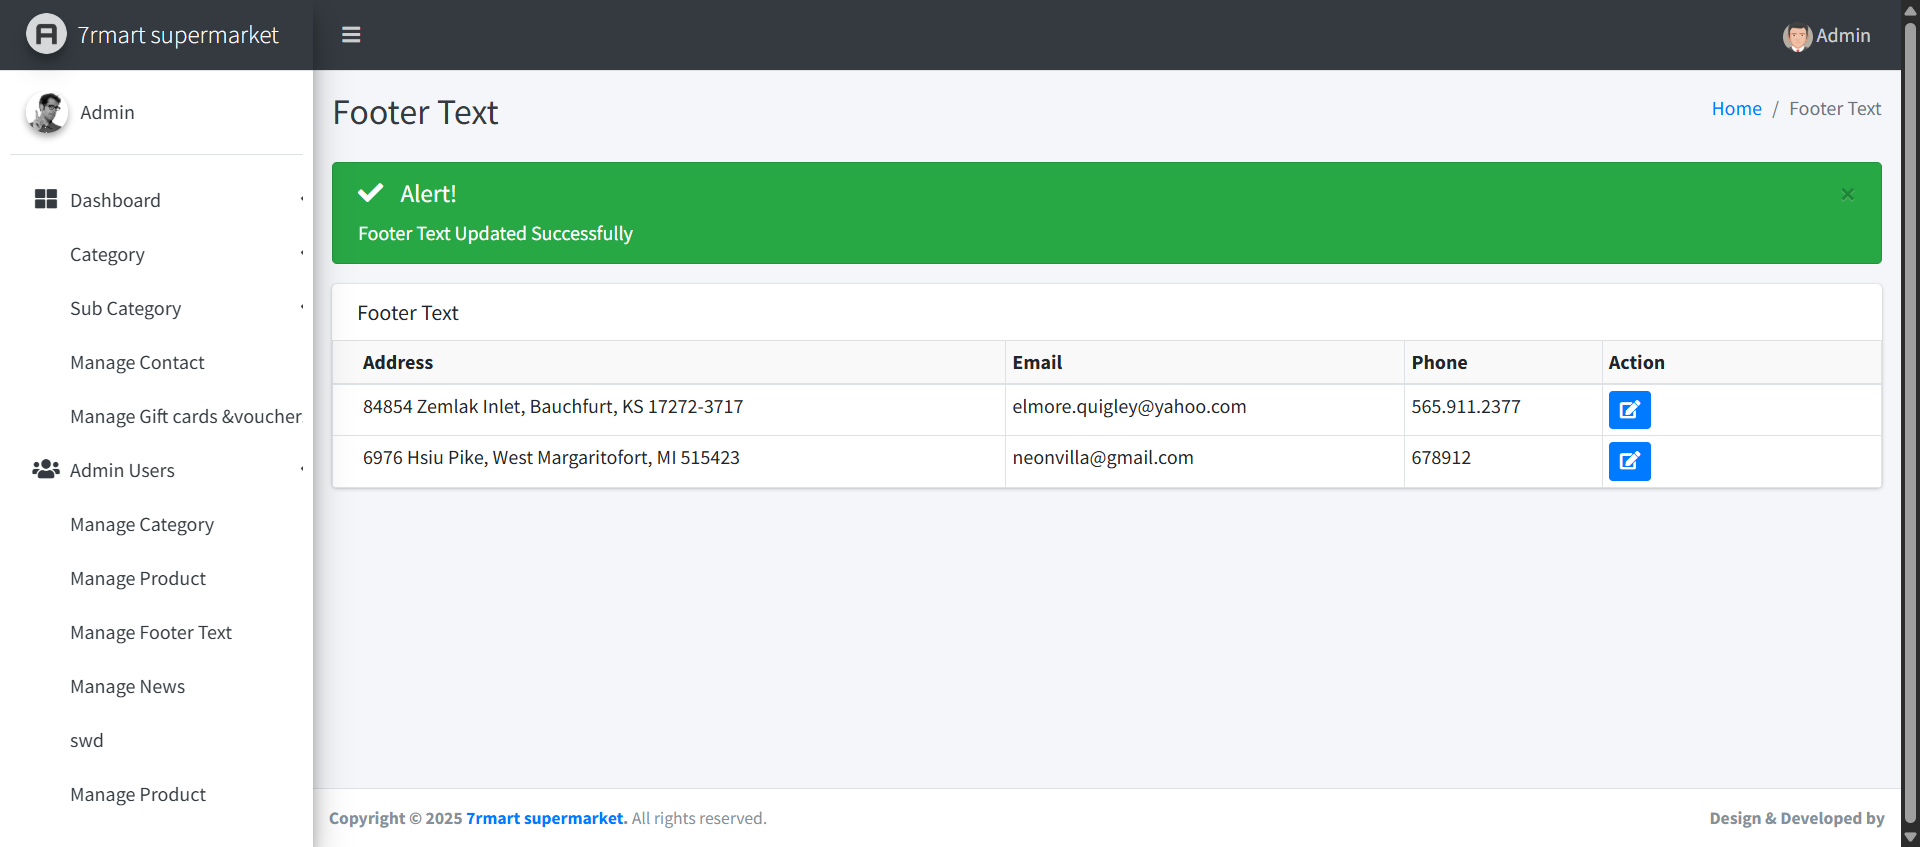 7rmart supermarket
Admin
Admin
Dashboard
Category
Sub Category
Manage Contact
Manage Gift cards &voucher
Admin Users
Manage Category
Manage Product
Manage Footer Text
Manage News
swd
Manage Product
Footer Text
Home / Footer Text
Alert!
×
Footer Text Updated Successfully
Footer Text
Address Email Phone Action
84854 Zemlak Inlet, Bauchfurt, KS 17272-3717 elmore.quigley@yahoo.com 565.911.2377
6976 Hsiu Pike, West Margaritofort, MI 515423 neonvilla@gmail.com 678912
Copyright © 2025 7rmart supermarket. All rights reserved.
Design & Developed by